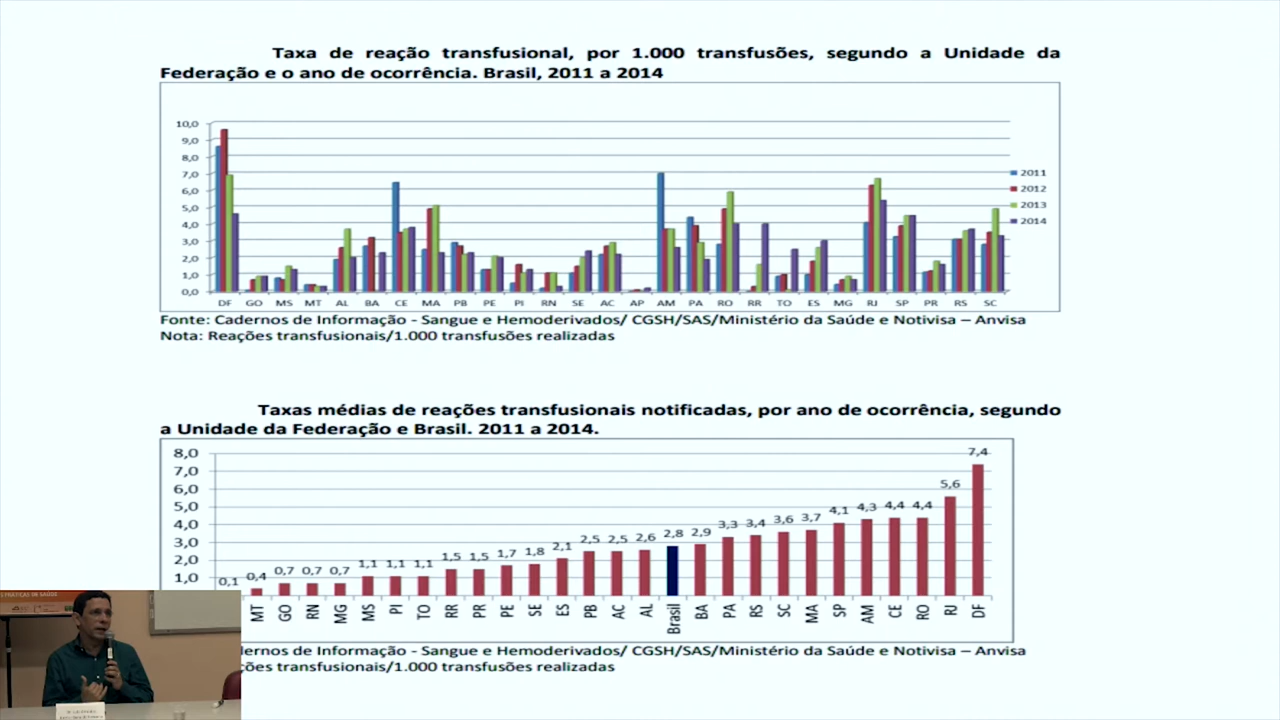 Taxa de reação transfusional, por 1.000 transfusões, segundo a Unidade da
Federação e o ano de ocorrência. Brasil, 2011 a 2014
10,0
9,0
8,0
7,0
6,0
5,0
4,0
3,0
2,0
1,0
0,0
2011
2012
2013
2014
DF GO MS MT AL BA CE MA PB PE PI RN SE AC AP AM PA RO RR TO ES MG RJ SP PR RS SC
Fonte: Cadernos de Informação - Sangue e Hemoderivados/ CGSH/SAS/Ministério da Saúde e Notivisa – Anvisa
Nota: Reações transfusionais/1.000 transfusões realizadas
Taxas médias de reações transfusionais notificadas, por ano de ocorrência, segundo
a Unidade da Federação e Brasil. 2011 a 2014.
8,0
7,0
6,0
5,0
4,0
3,0
2,0
1,0
0,1 0,4 0,7 0,7 0,7 1,1 1,1 1,1 1,5 1,5 1,7 1,8 2,1 2,5 2,5 2,6 2,8 2,9 3,3 3,4 3,6 3,7 4,1 4,3 4,4 4,4 5,6 7,4
MT GO RN MG MS PI TO RR PR PE SE ES PB AC AL Brasil BA PA RS SC MA SP AM CE RO RJ DF
dernos de Informação - Sangue e Hemoderivados/ CGSH/SAS/Ministério da Saúde e Notivisa – Anvisa
ções transfusionais/1.000 transfusões realizadas
PRÁTICAS DE SAÚDE